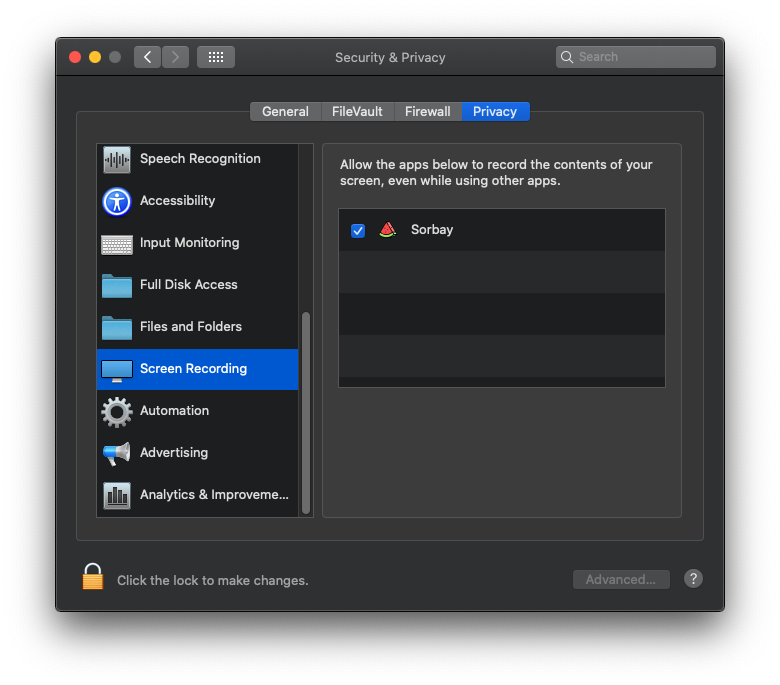 Security & Privacy
Search
General
FileVault
Firewall
Privacy
Speech Recognition
Accessibility
Input Monitoring
Full Disk Access
Files and Folders
Screen Recording
Automation
Advertising
Analytics & Improveme...
Allow the apps below to record the contents of your
screen, even while using other apps.
Sorbay
Click the lock to make changes.
Advanced...
?